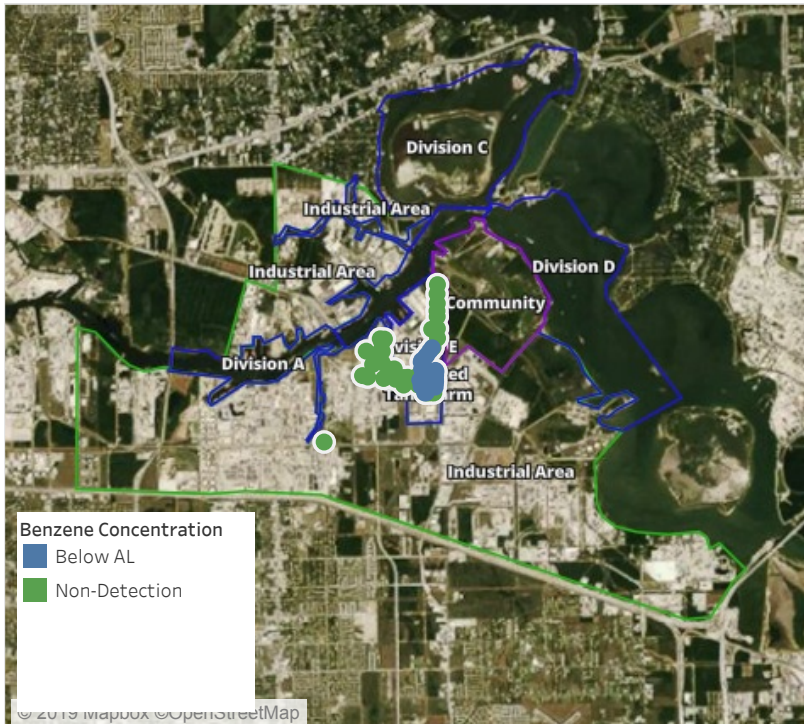 Division C
Industrial Area
Division D
Industrial Area
Community
Division A
Industrial Area
Benzene Concentration
Below AL
Non-Detection
© 2019 Mapbox ©OpenStreetMap